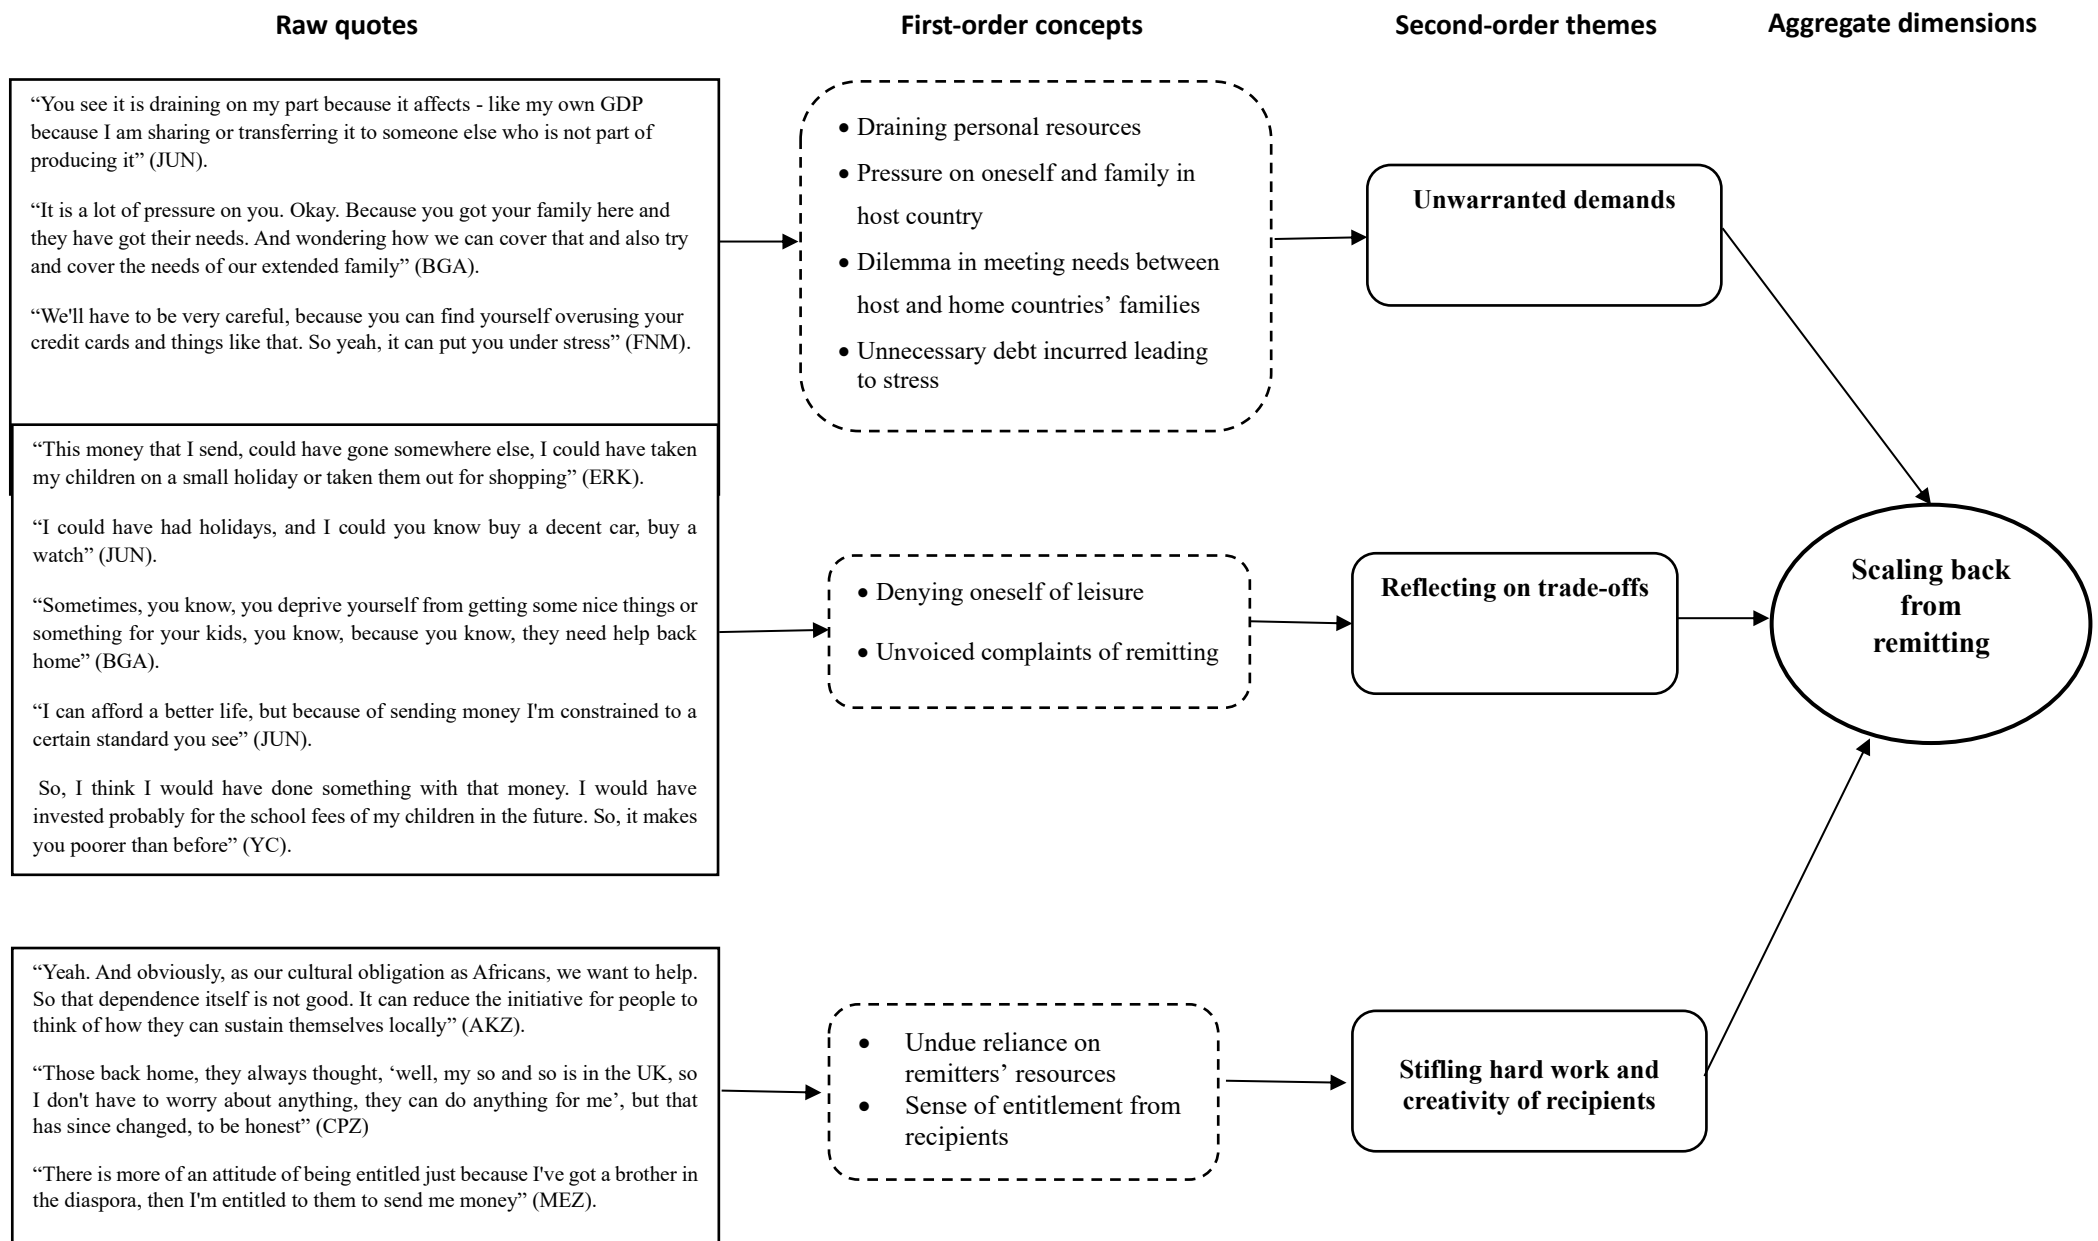 Raw quotes
First-order concepts
Second-order themes
Aggregate dimensions
“You see it is draining on my part because it affects - like my own GDP
because I am sharing or transferring it to someone else who is not part of
producing it” (JUN).
“It is a lot of pressure on you. Okay. Because you got your family here and
they have got their needs. And wondering how we can cover that and also try
and cover the needs of our extended family” (BGA).
“We'll have to be very careful, because you can find yourself overusing your
credit cards and things like that. So yeah, it can put you under stress” (FNM).
• Draining personal resources
• Pressure on oneself and family in
host country
• Dilemma in meeting needs between
host and home countries’ families
• Unnecessary debt incurred leading
to stress
Unwarranted demands
“This money that I send, could have gone somewhere else, I could have taken
my children on a small holiday or taken them out for shopping” (ERK).
“I could have had holidays, and I could you know buy a decent car, buy a
watch” (JUN).
“Sometimes, you know, you deprive yourself from getting some nice things or
something for your kids, you know, because you know, they need help back
home” (BGA).
“I can afford a better life, but because of sending money I'm constrained to a
certain standard you see” (JUN).
So, I think I would have done something with that money. I would have
invested probably for the school fees of my children in the future. So, it makes
you poorer than before” (YC).
• Denying oneself of leisure
• Unvoiced complaints of remitting
Reflecting on trade-offs
Scaling back
from
remitting
“Yeah. And obviously, as our cultural obligation as Africans, we want to help.
So that dependence itself is not good. It can reduce the initiative for people to
think of how they can sustain themselves locally” (AKZ).
“Those back home, they always thought, ‘well, my so and so is in the UK, so
I don't have to worry about anything, they can do anything for me’, but that
has since changed, to be honest” (CPZ)
“There is more of an attitude of being entitled just because I've got a brother in
the diaspora, then I'm entitled to them to send me money” (MEZ).
• Undue reliance on
remitters’ resources
• Sense of entitlement from
recipients
Stifling hard work and
creativity of recipients